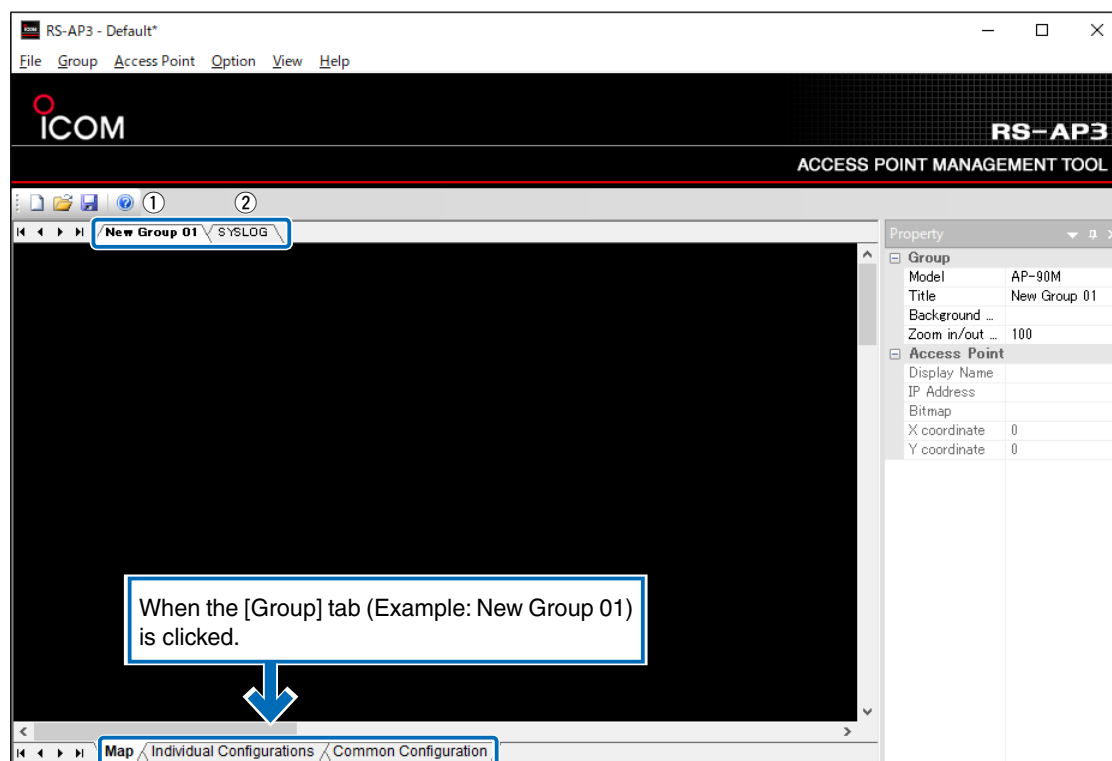 ICOM RS-AP3 - Default*
File Group Access Point Option View Help
ICOM
RS-AP3
ACCESS POINT MANAGEMENT TOOL
① ②
New Group 01 SYSLOG
Property
Group
Model AP-90M
Title New Group 01
Background ...
Zoom in/out ... 100
Access Point
Display Name
IP Address
Bitmap
X coordinate 0
Y coordinate 0
When the [Group] tab (Example: New Group 01)
is clicked.
Map Individual Configurations Common Configuration